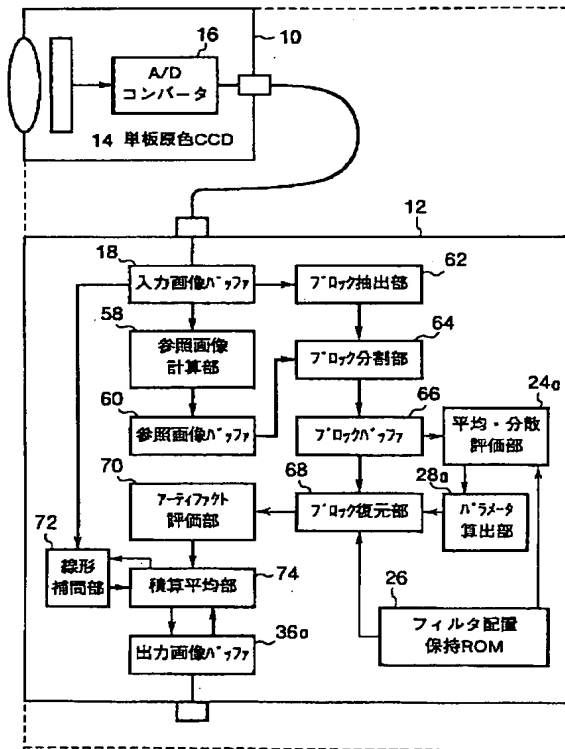 16
10
A/D
コンバータ
14 単板原色CCD
12
18
入力画像バッファ
62
ブロック抽出部
58
参照画像
計算部
64
ブロック分割部
60
参照画像バッファ
66
ブロックバッファ
24a
平均・分散
評価部
70
アーティファクト
評価部
68
ブロック復元部
28a
パラメータ
算出部
72
線形
補間部
74
積算平均部
26
フィルタ配置
保持ROM
36a
出力画像バッファ